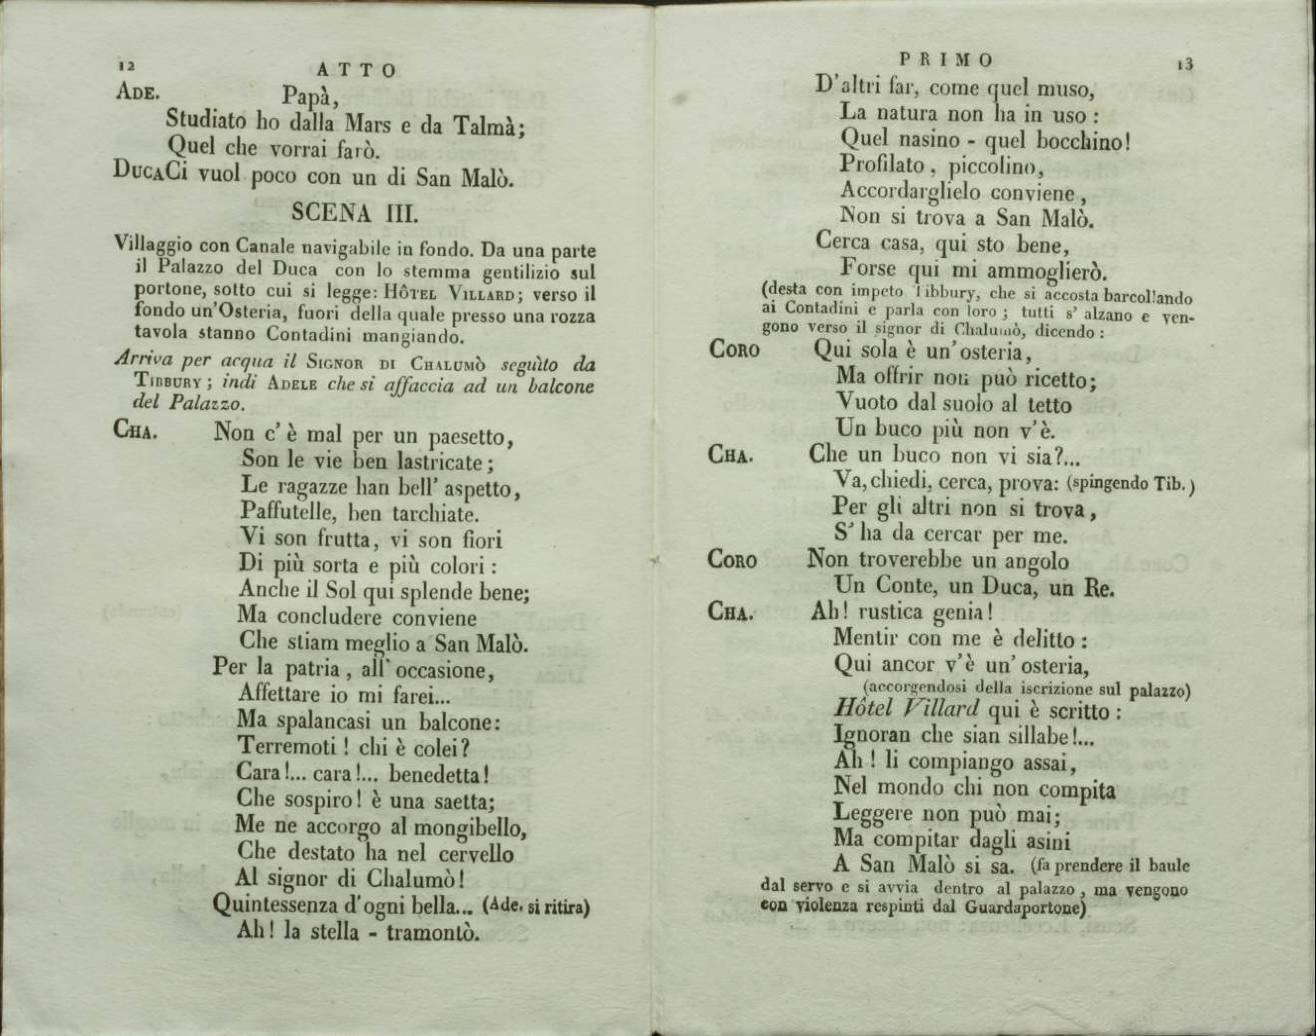 12
ATTO
ADE. Papà,
Studiato ho dalla Mars e da Talmà;
Quel che vorrai farò.
DUCA Ci vuol poco con un di San Malò.
SCENA III.
Villaggio con Canale navigabile in fondo. Da una parte
il Palazzo del Duca con lo stemma gentilizio sul
portone, sotto cui si legge: HÔTEL VILLARD; verso il
fondo un'Osteria, fuori della quale presso una rozza
tavola stanno Contadini mangiando.
Arriva per acqua il SIGNOR DI CHALUMÒ seguìto da
TIBBURY; indi ADELE che si affaccia ad un balcone
del Palazzo.
CHA. Non c'è mal per un paesetto,
Son le vie ben lastricate;
Le ragazze han bell' aspetto,
Paffutelle, ben tarchiate.
Vi son frutta, vi son fiori
Di più sorta e più colori:
Anche il Sol qui splende bene;
Ma concludere conviene
Che stiam meglio a San Malò.
Per la patria, all' occasione,
Affettare io mi farei...
Ma spalancasi un balcone:
Terremoti! chi è colei?
Cara!... cara!... benedetta!
Che sospiro! è una saetta;
Me ne accorgo al mongibello,
Che destato ha nel cervello
Al signor di Chalumò!
Quintessenza d'ogni bella... (Ade. si ritira)
Ah! la stella - tramontò.
PRIMO
13
D'altri far, come quel muso,
La natura non ha in uso:
Quel nasino - quel bocchino!
Profilato, piccolino,
Accordarglielo conviene,
Non si trova a San Malò.
Cerca casa, qui sto bene,
Forse qui mi ammoglierò.
(desta con impeto Tibbury, che si accosta barcollando
ai Contadini e parla con loro; tutti s' alzano e ven-
gono verso il signor di Chalumò, dicendo:
CORO Qui sola è un'osteria,
Ma offrir non può ricetto;
Vuoto dal suolo al tetto
Un buco più non v'è.
CHA. Che un buco non vi sia?...
Va, chiedi, cerca, prova: (spingendo Tib.)
Per gli altri non si trova,
S' ha da cercar per me.
CORO Non troverebbe un angolo
Un Conte, un Duca, un Re.
CHA. Ah! rustica genia!
Mentir con me è delitto:
Qui ancor v'è un' osteria,
(accorgendosi della iscrizione sul palazzo)
Hôtel Villard qui è scritto:
Ignoran che sian sillabe!...
Ah! li compiango assai,
Nel mondo chi non compita
Leggere non può mai;
Ma compitar dagli asini
A San Malò si sa. (fa prendere il baule
dal servo e si avvia dentro al palazzo, ma vengono
con violenza respinti dal Guardaportone)